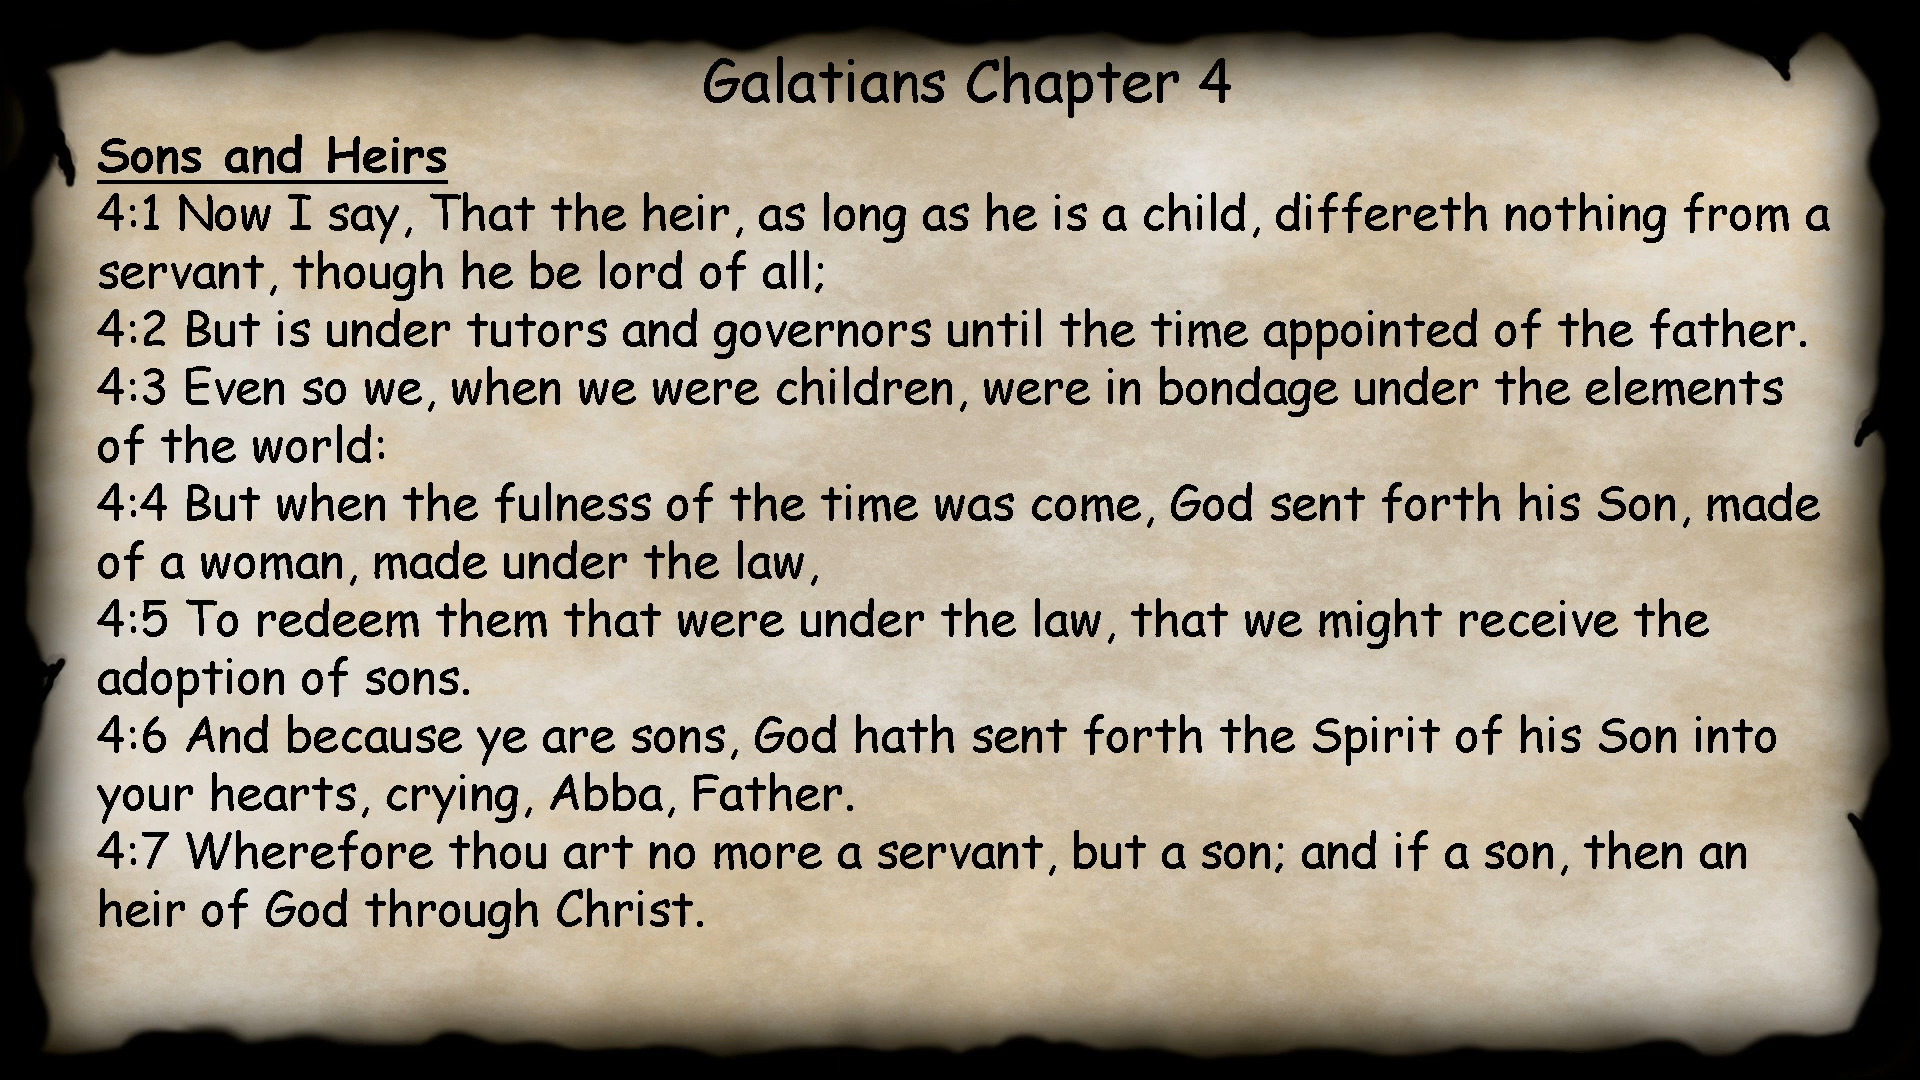 Galatians Chapter 4
Sons and Heirs
4:1 Now I say, That the heir, as long as he is a child, differeth nothing from a
servant, though he be lord of all;
4:2 But is under tutors and governors until the time appointed of the father.
4:3 Even so we, when we were children, were in bondage under the elements
of the world:
4:4 But when the fulness of the time was come, God sent forth his Son, made
of a woman, made under the law,
4:5 To redeem them that were under the law, that we might receive the
adoption of sons.
4:6 And because ye are sons, God hath sent forth the Spirit of his Son into
your hearts, crying, Abba, Father.
4:7 Wherefore thou art no more a servant, but a son; and if a son, then an
heir of God through Christ.